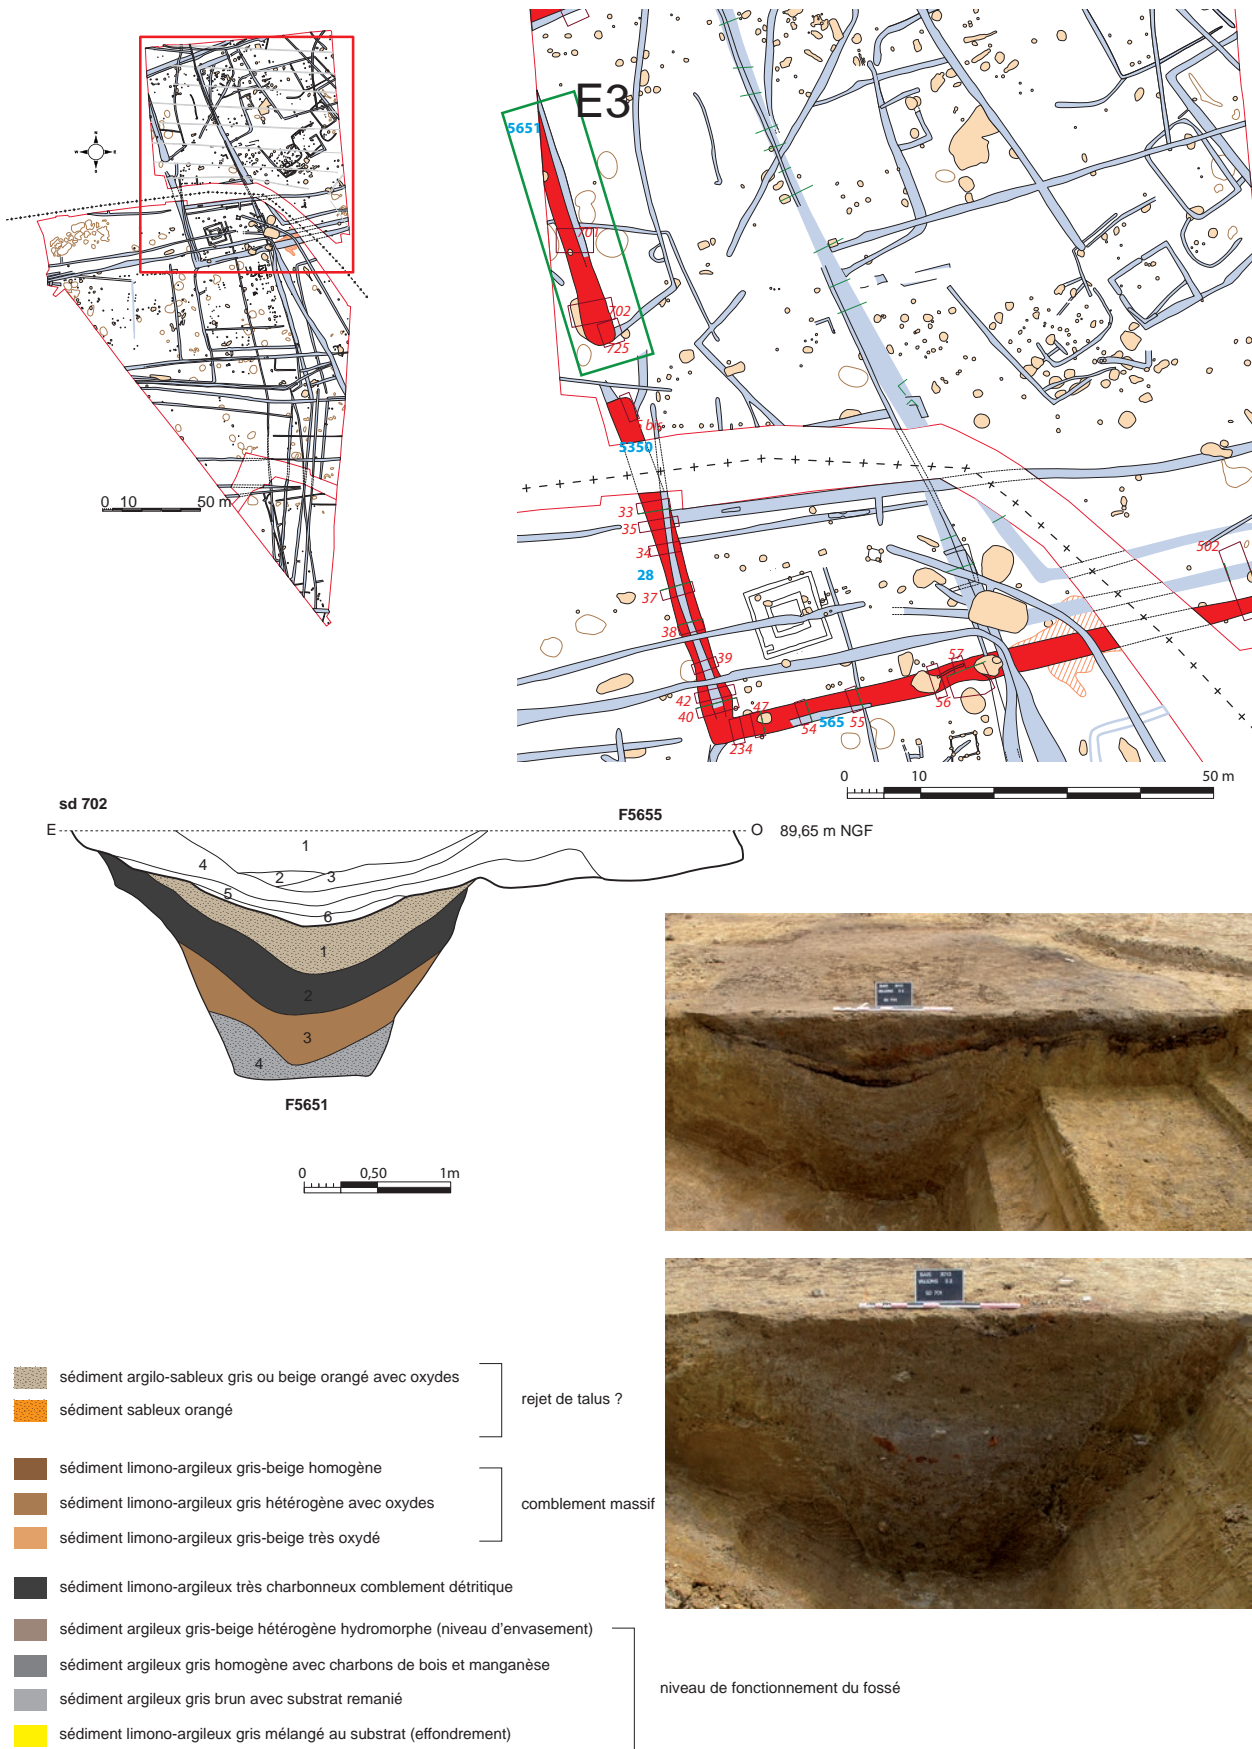 E3
5651
701
702
725
5 bis
5350
33
35
34
28
37
38
39
42
40
47
234
54
565
55
56
57
502
0 10 50 m
0 10 50 m
sd 702
F5655
E
O 89,65 m NGF
1
4
2
3
5
6
1
2
3
4
F5651
0 0,50 1m
SD 701
sédiment argilo-sableux gris ou beige orangé avec oxydes
sédiment sableux orangé
rejet de talus ?
sédiment limono-argileux gris-beige homogène
sédiment limono-argileux gris hétérogène avec oxydes
sédiment limono-argileux gris-beige très oxydé
comblement massif
sédiment limono-argileux très charbonneux comblement détritique
sédiment argileux gris-beige hétérogène hydromorphe (niveau d'envasement)
sédiment argileux gris homogène avec charbons de bois et manganèse
sédiment argileux gris brun avec substrat remanié
sédiment limono-argileux gris mélangé au substrat (effondrement)
niveau de fonctionnement du fossé